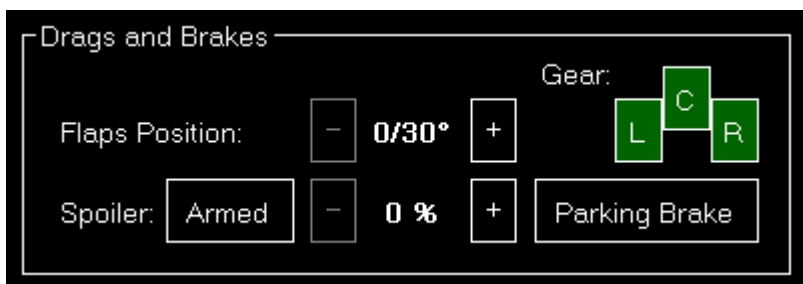 Drags and Brakes
Gear:
L C R
Flaps Position: − 0/30° +
Spoiler: Armed − 0 % + Parking Brake